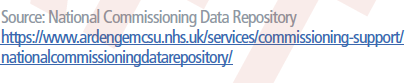 Source: National Commissioning Data Repository
https://www.ardengemcsu.nhs.uk/services/commissioning-support/
nationalcommissioningdatarepository/